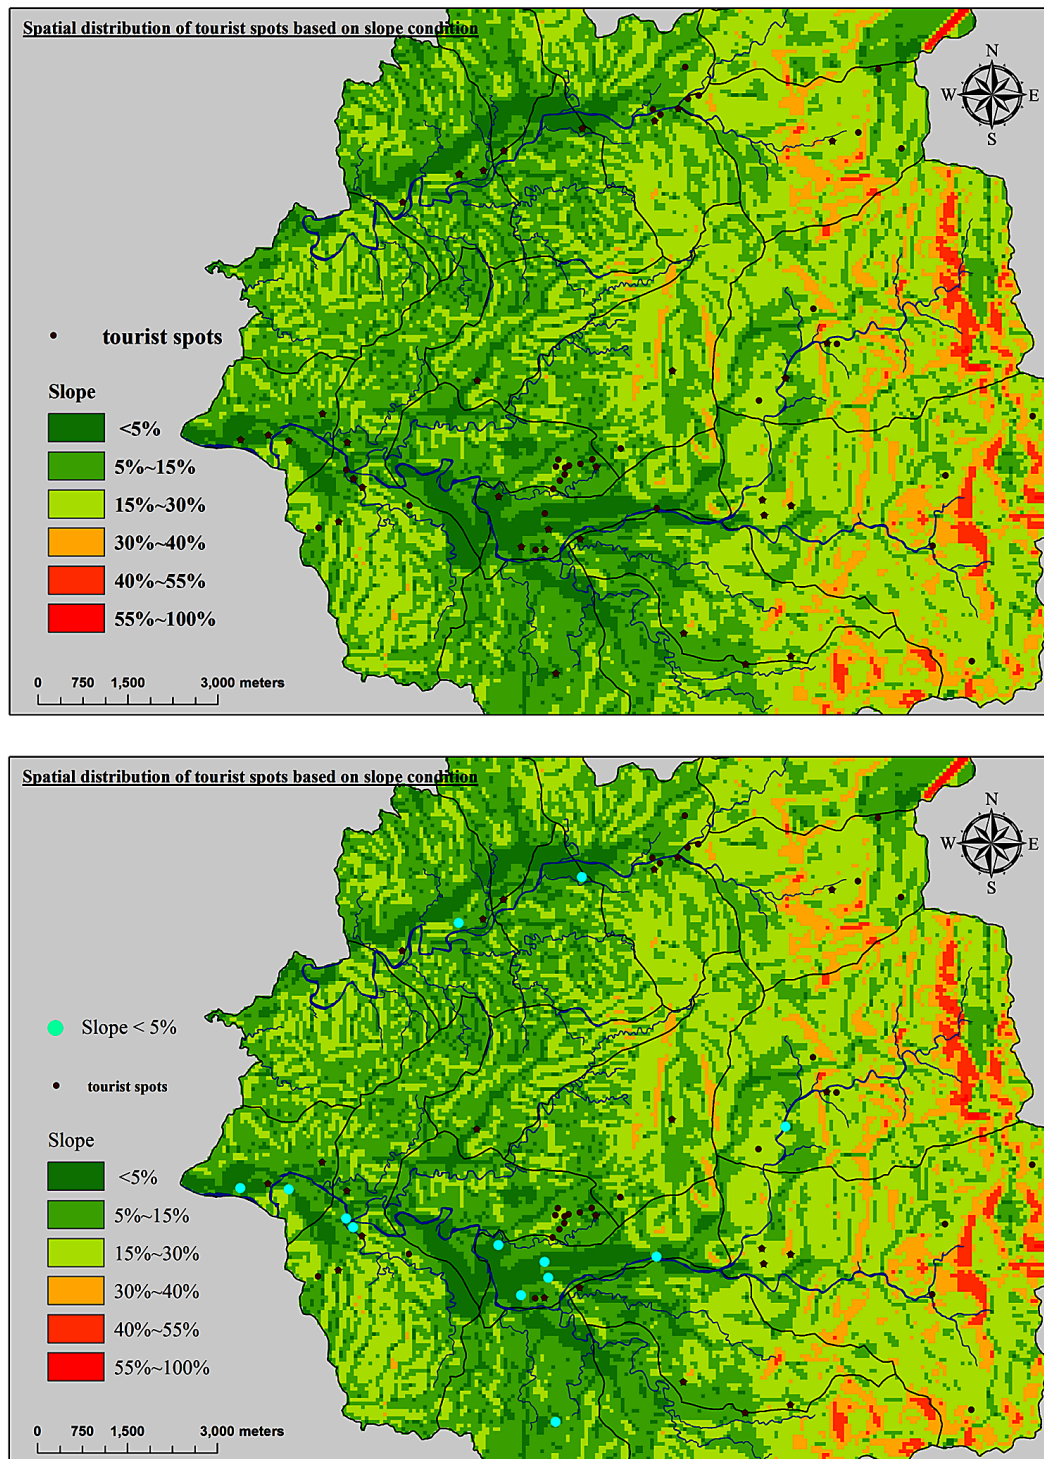 Spatial distribution of tourist spots based on slope condition
N
W E
S
tourist spots
Slope
<5%
5%~15%
15%~30%
30%~40%
40%~55%
55%~100%
0 750 1,500 3,000 meters
Spatial distribution of tourist spots based on slope condition
N
W E
S
Slope < 5%
tourist spots
Slope
<5%
5%~15%
15%~30%
30%~40%
40%~55%
55%~100%
0 750 1,500 3,000 meters